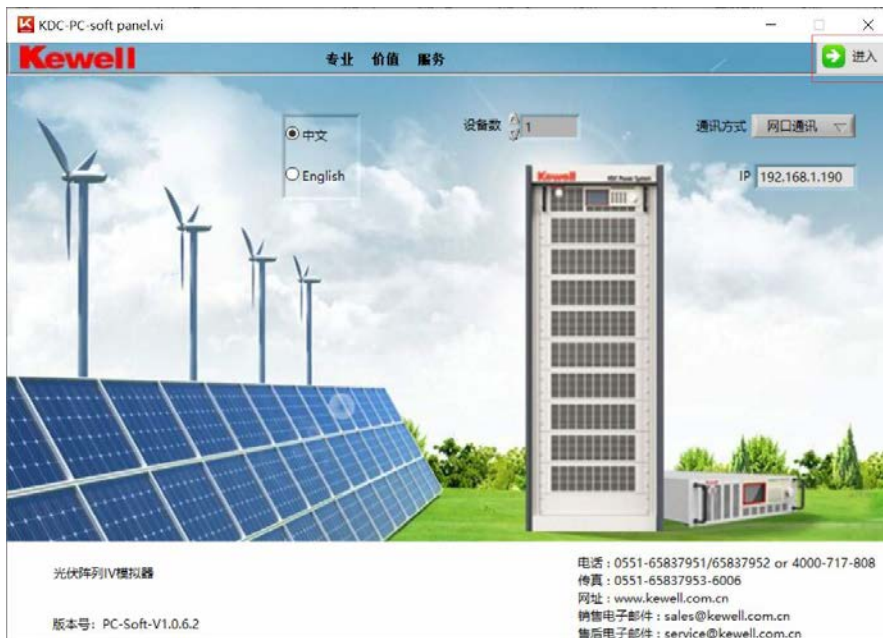 KDC-PC-soft panel.vi
Kewell 专业 价值 服务 进入
中文
English
设备数 1
通讯方式 网口通讯
IP 192.168.1.190
Kewell KDC Power System
光伏阵列IV模拟器
版本号: PC-Soft-V1.0.6.2
电话：0551-65837951/65837952 or 4000-717-808
传真：0551-65837953-6006
网址：www.kewell.com.cn
销售电子邮件：sales@kewell.com.cn
售后电子邮件：service@kewell.com.cn